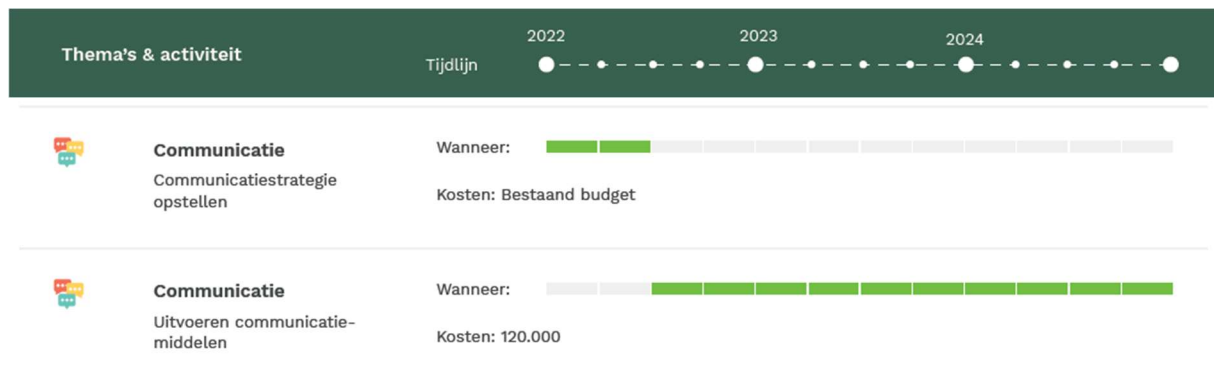 Thema's & activiteit
Tijdlijn
2022
2023
2024
Communicatie
Communicatiestrategie
opstellen
Wanneer:
Kosten: Bestaand budget
Communicatie
Uitvoeren communicatie-
middelen
Wanneer:
Kosten: 120.000